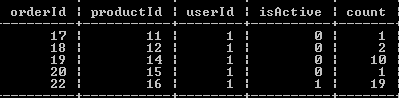 orderId | productId | userId | isActive | count
17 | 11 | 1 | 0 | 1
18 | 12 | 1 | 0 | 2
19 | 14 | 1 | 0 | 10
20 | 15 | 1 | 0 | 1
22 | 16 | 1 | 1 | 19